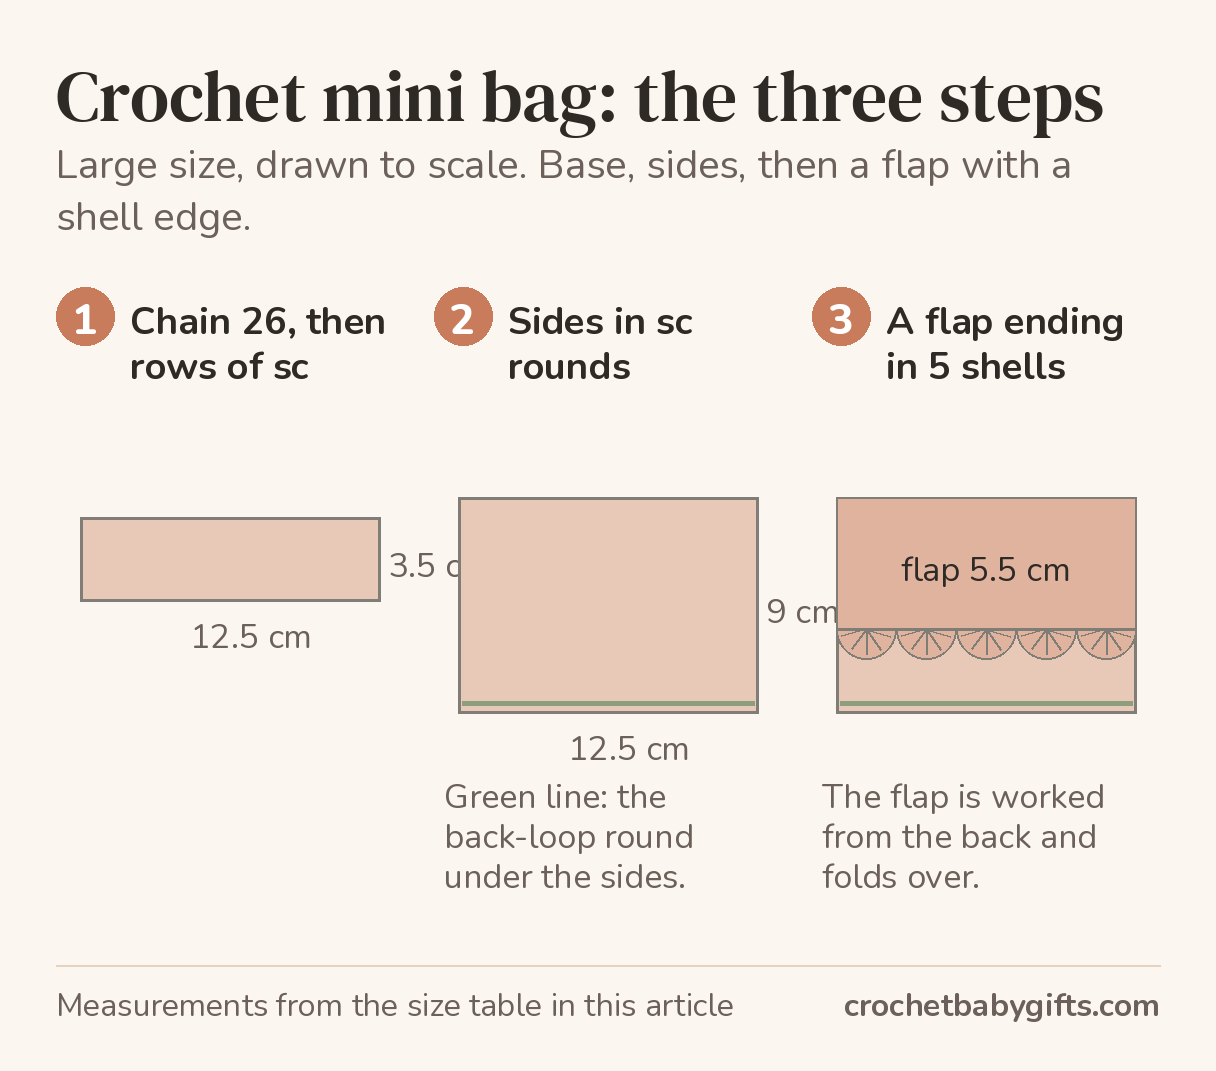 Crochet mini bag: the three steps
Large size, drawn to scale. Base, sides, then a flap with a
shell edge.
1 Chain 26, then
rows of sc
2 Sides in sc
rounds
3 A flap ending
in 5 shells
3.5 c
12.5 cm
9 cm
12.5 cm
flap 5.5 cm
Green line: the
back-loop round
under the sides.
The flap is worked
from the back and
folds over.
Measurements from the size table in this article
crochetbabygifts.com